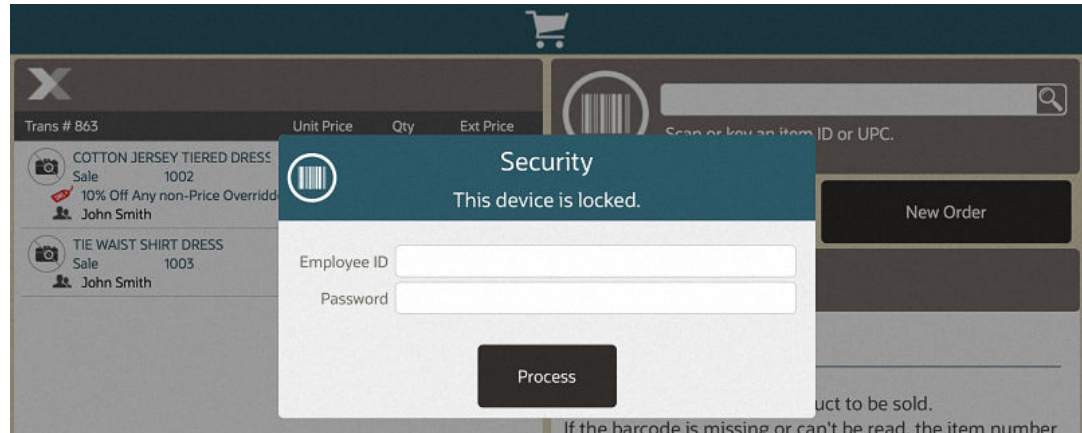 Trans # 863 Unit Price Qty Ext Price
COTTON JERSEY TIERED DRESS
Sale 1002
10% Off Any non-Price Overridd
John Smith
TIE WAIST SHIRT DRESS
Sale 1003
John Smith
Scan or key an item ID or UPC.
New Order
Security
This device is locked.
Employee ID
Password
Process
uct to be sold.
If the barcode is missing or can't be read, the item number